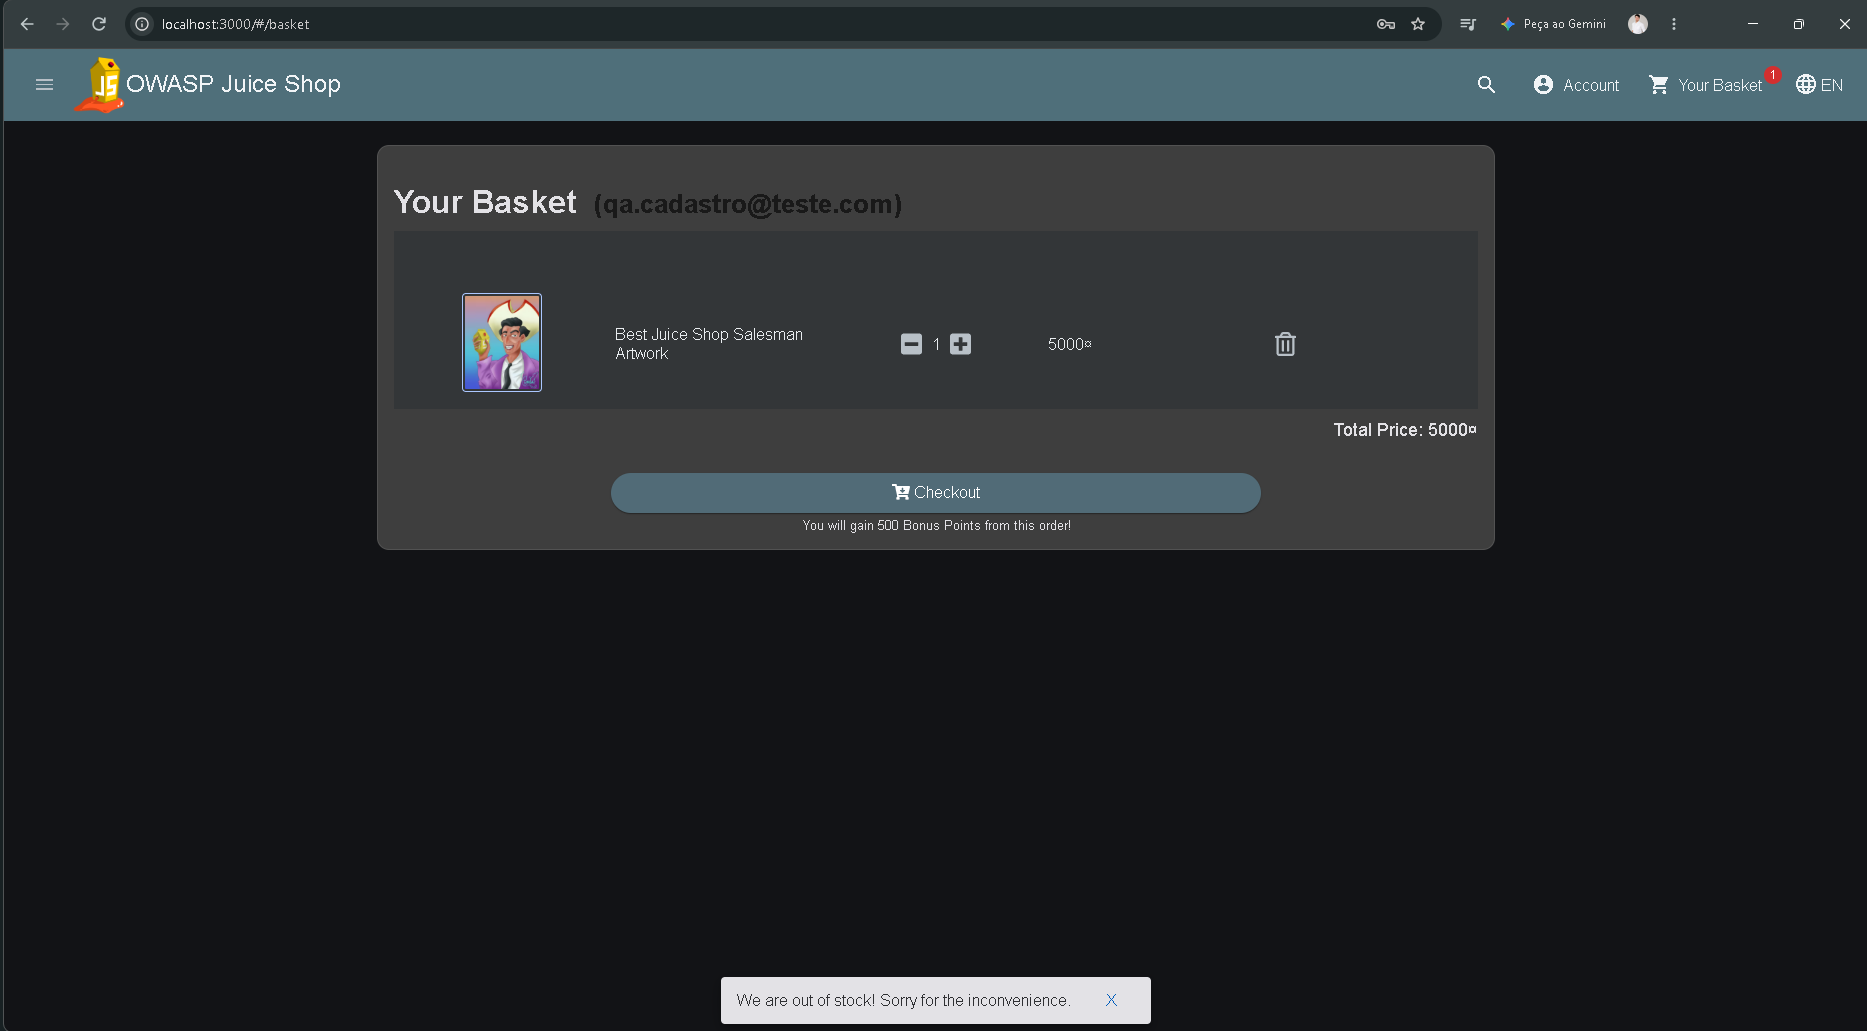 localhost:3000/#/basket
Peça ao Gemini
JS
OWASP Juice Shop
Account
Your Basket
1
EN
Your Basket (qa.cadastro@teste.com)
Best Juice Shop Salesman
Artwork
1
5000¤
Total Price: 5000¤
Checkout
You will gain 500 Bonus Points from this order!
We are out of stock! Sorry for the inconvenience.
X